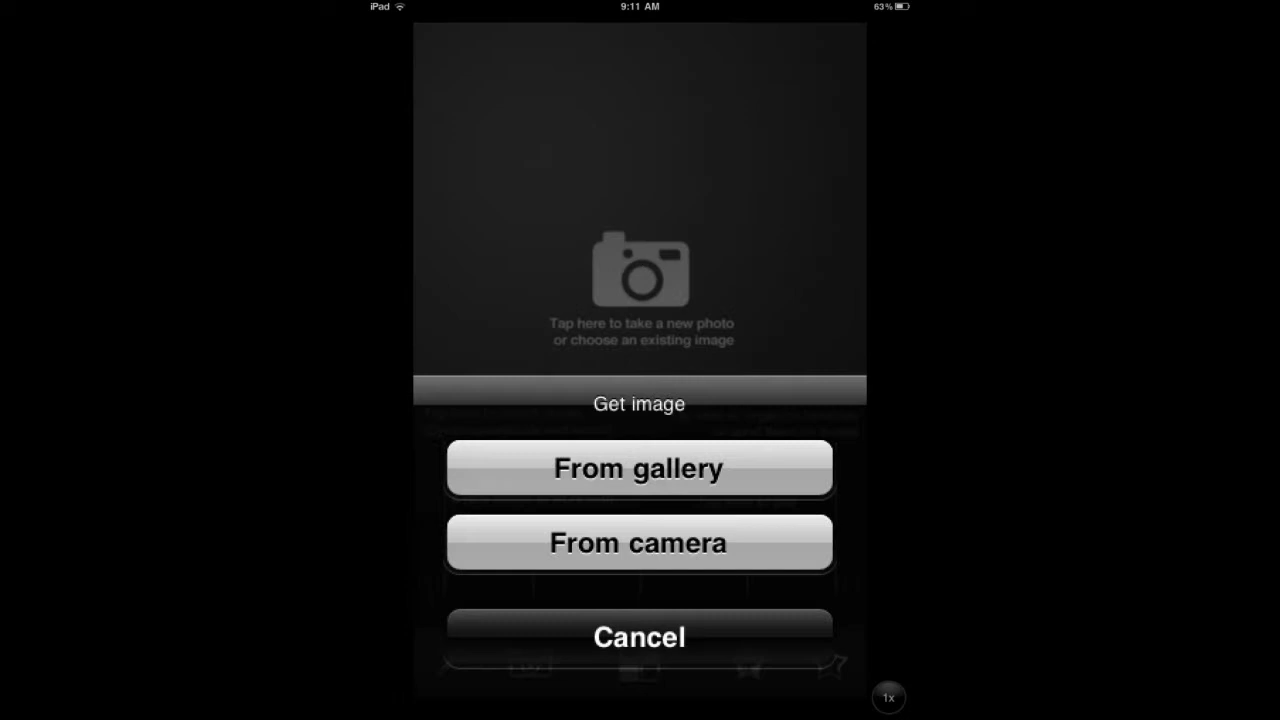 iPad
9:11 AM
63%
Tap here to take a new photo
or choose an existing image
Get image
From gallery
From camera
Cancel
1x